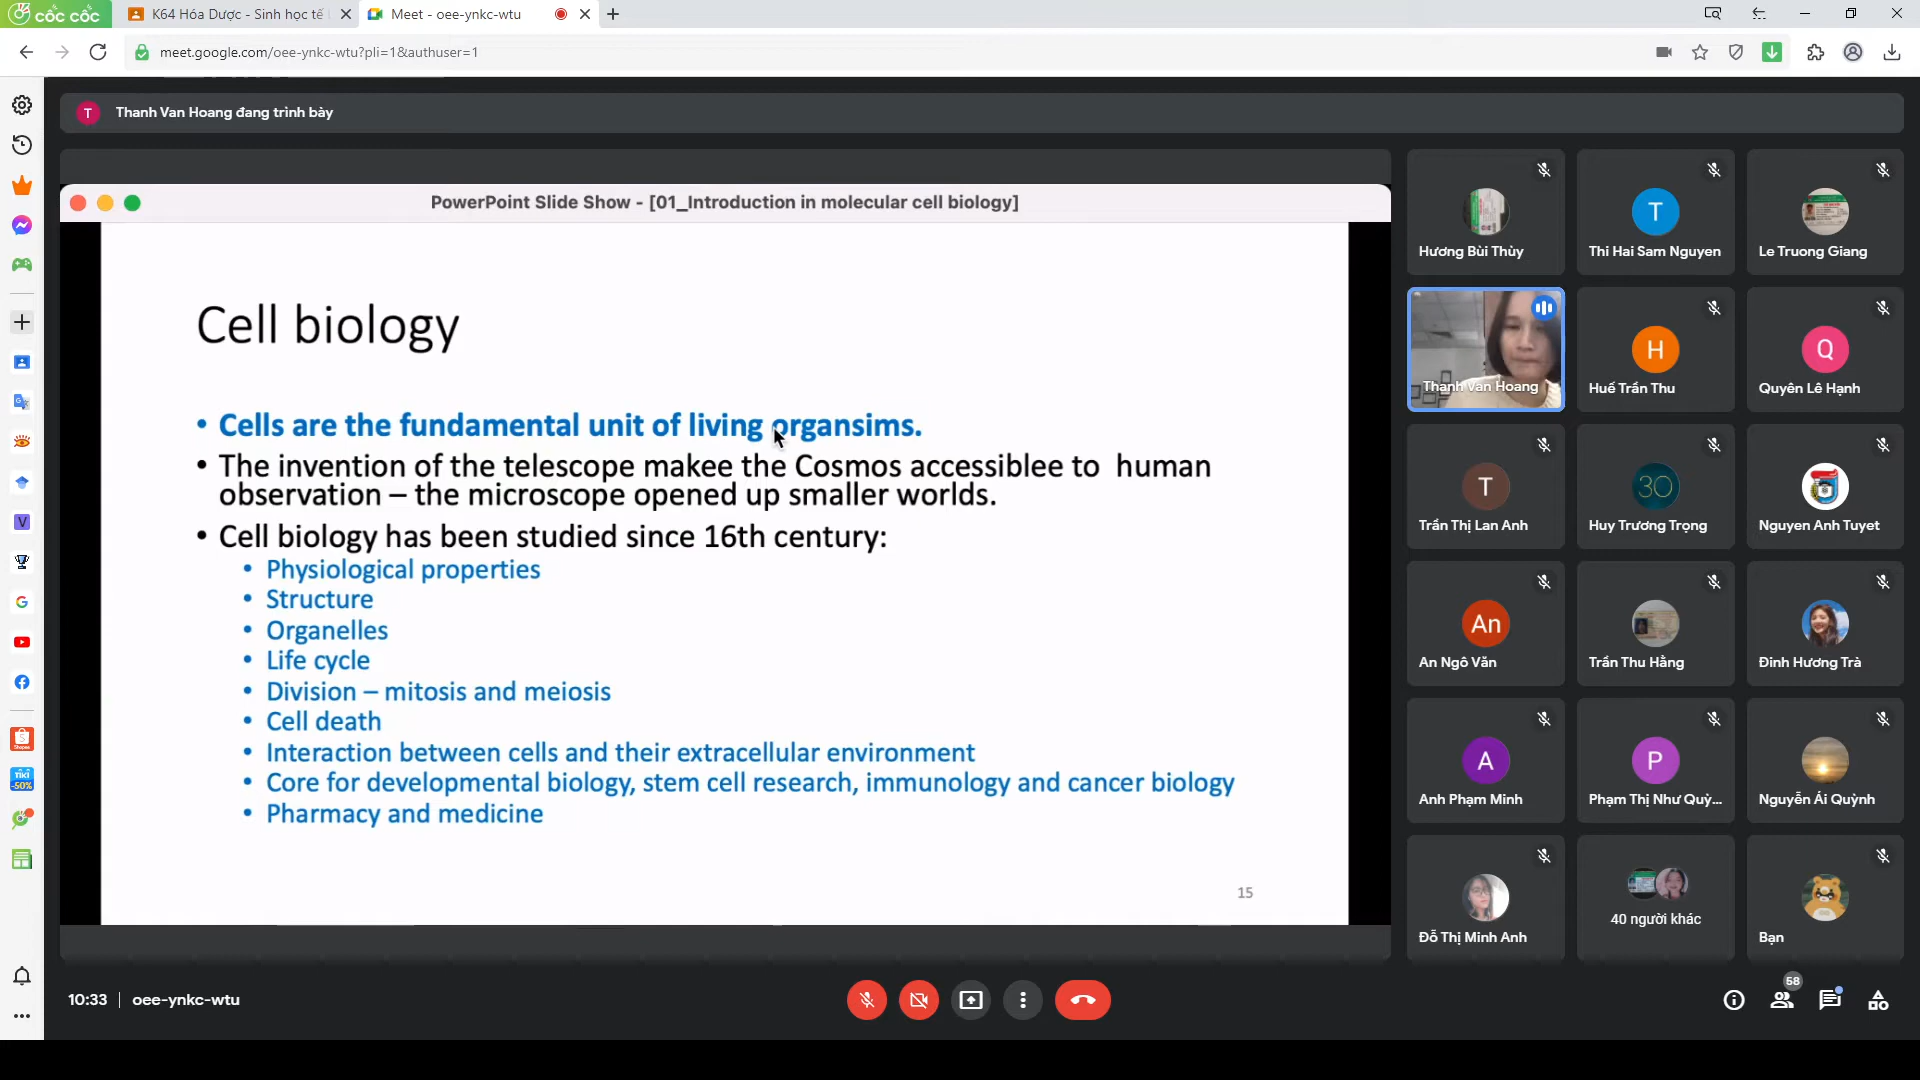 cốc cốc
K64 Hóa Dược - Sinh học tế
Meet - oee-ynkc-wtu
meet.google.com/oee-ynkc-wtu?pli=1&authuser=1
T
Thanh Van Hoang đang trình bày
PowerPoint Slide Show - [01_Introduction in molecular cell biology]
Cell biology
• Cells are the fundamental unit of living organsims.
• The invention of the telescope makee the Cosmos accessiblee to human
observation – the microscope opened up smaller worlds.
• Cell biology has been studied since 16th century:
• Physiological properties
• Structure
• Organelles
• Life cycle
• Division – mitosis and meiosis
• Cell death
• Interaction between cells and their extracellular environment
• Core for developmental biology, stem cell research, immunology and cancer biology
• Pharmacy and medicine
15
Hương Bùi Thùy
T
Thi Hai Sam Nguyen
Le Truong Giang
Thanh Van Hoang
H
Huế Trần Thu
Q
Quyên Lê Hạnh
T
Trần Thị Lan Anh
30
Huy Trương Trọng
Nguyen Anh Tuyet
An
An Ngô Văn
Trần Thu Hằng
Đinh Hương Trà
A
Anh Phạm Minh
P
Phạm Thị Như Quỳ...
Nguyễn Ái Quỳnh
Đỗ Thị Minh Anh
40 người khác
Bạn
V
G
Shopee
TIKI
-50%
10:33 | oee-ynkc-wtu
58